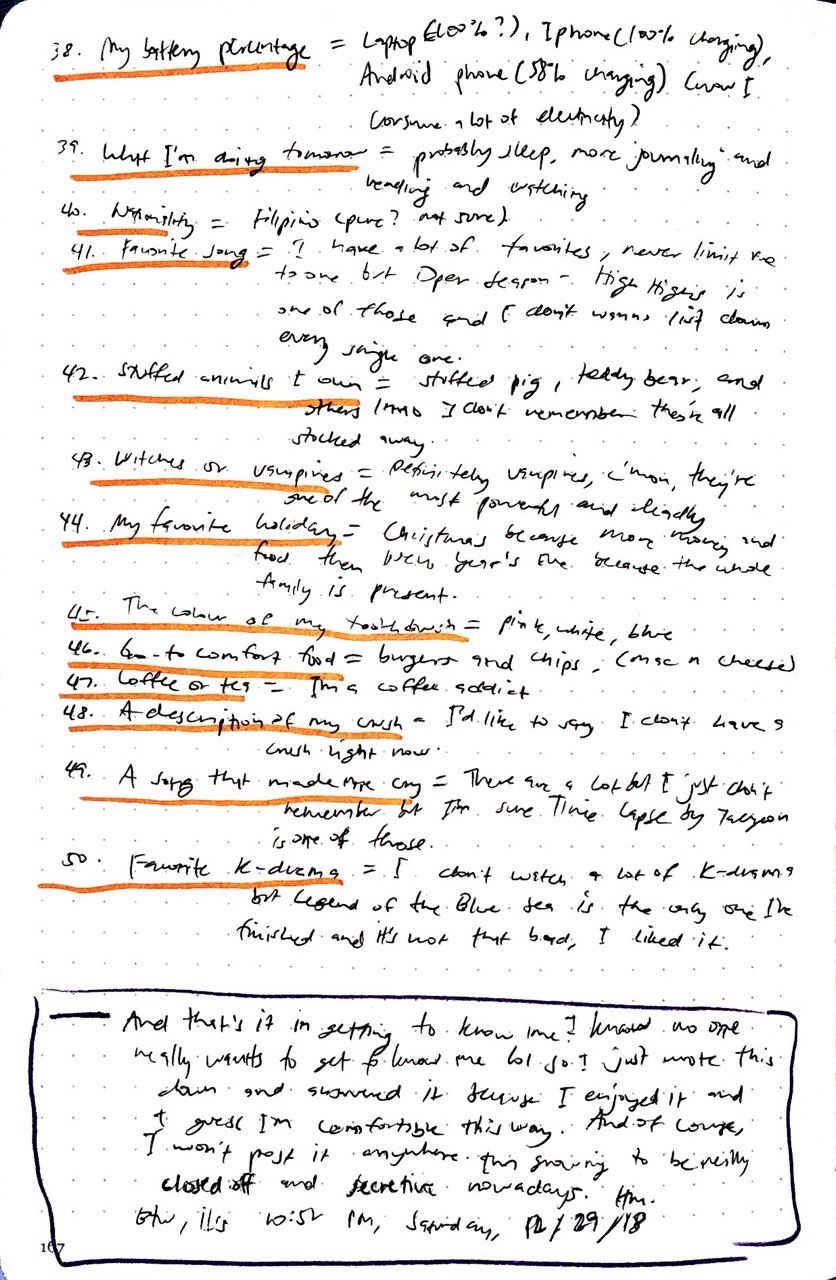 38. My battery percentage = Laptop (100%?), Iphone (100% charging),
Android phone (58% charging) (wow I
consume a lot of electricity)
39. What I'm doing tomorrow = probably sleep, more journaling and
reading and watching
40. Nationality = Filipino (pure? not sure)
41. Favorite song = I have a lot of favorites, never limit me
to one but Open Season - High Highs is
one of those and I don't wanna list down
every single one.
42. Stuffed animals I own = stuffed pig, teddy bear, and
others lmao I don't remember they're all
stocked away.
43. Witches or vampires = Definitely vampires, c'mon, they're
one of the most powerful and deadly
44. My favorite holiday = Christmas because more money and
food then New Year's Eve because the whole
family is present.
45. The colour of my toothbrush = pink, white, blue
46. Go-to comfort food = burgers and chips, (mac n cheese)
47. Coffee or tea = I'm a coffee addict
48. A description of my crush = I'd like to say I don't have a
crush right now.
49. A song that made me cry = There are a lot but I just don't
remember but I'm sure Time Lapse by Taeyeon
is one of those.
50. Favorite K-drama = I don't watch a lot of K-drama
but Legend of the Blue Sea is the only one I've
finished and it's not that bad, I liked it.
And that's it in getting to know me! I know no one
really wants to get to know me lol so I just wrote this
down and answered it because I enjoyed it and
I guess I'm comfortable this way. And of course,
I won't post it anywhere. I'm growing to be really
closed off and secretive nowadays. Hm.
Btw, it's 10:52 PM, Saturday, 12/29/18
167